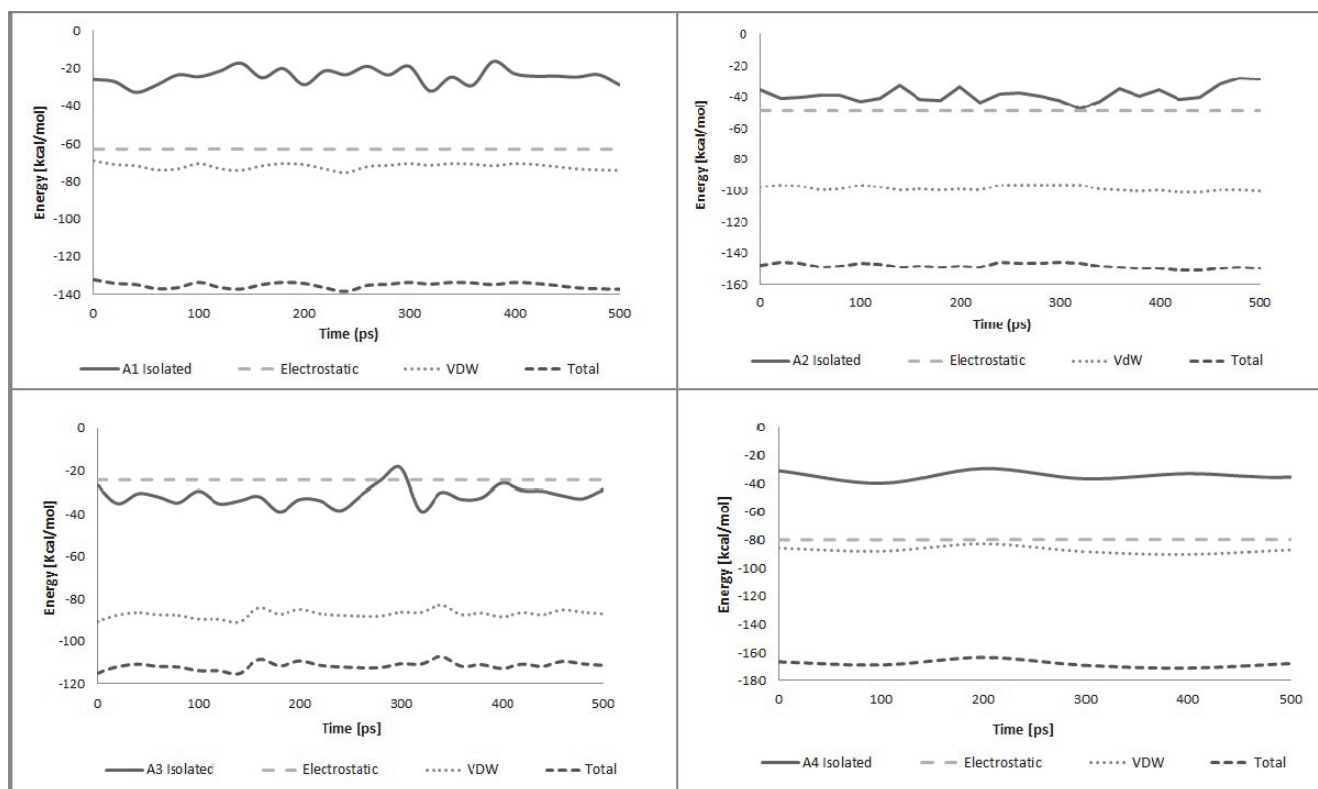 0
-20
-40
-60
-80
-100
-120
-140
Energy [kcal/mol]
0 100 200 300 400 500
Time (ps)
A1 Isolated Electrostatic VDW Total
0
-20
-40
-60
-80
-100
-120
-140
-160
Energy [kcal/mol]
0 100 200 300 400 500
Time (ps)
A2 Isolated Electrostatic VdW Total
0
-20
-40
-60
-80
-100
-120
Energy [Kcal/mol]
0 100 200 300 400 500
Time [ps]
A3 Isolated Electrostatic VDW Total
0
-20
-40
-60
-80
-100
-120
-140
-160
-180
Energy [kcal/mol]
0 100 200 300 400 500
Time [ps]
A4 Isolated Electrostatic VDW Total